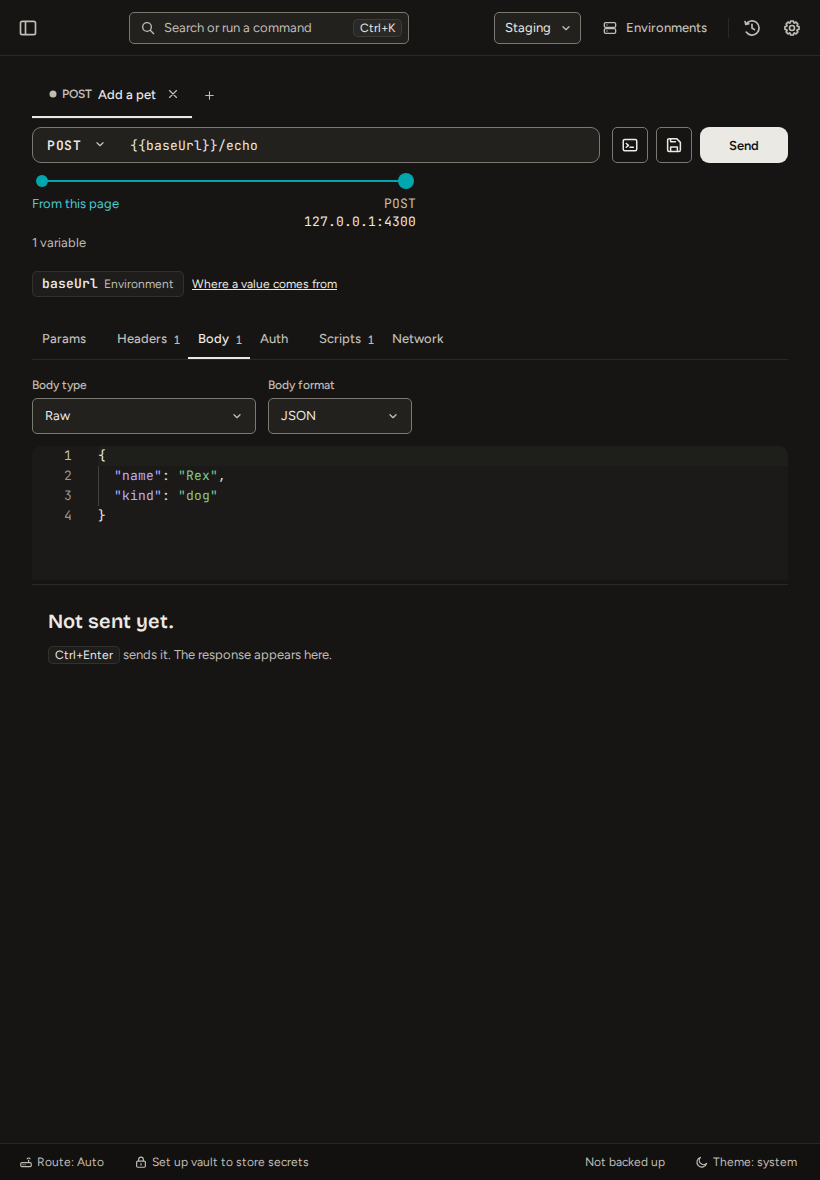 Search or run a command Ctrl+K Staging Environments
POST Add a pet
POST {{baseUrl}}/echo Send
From this page POST
127.0.0.1:4300
1 variable
baseUrl Environment Where a value comes from
Params Headers 1 Body 1 Auth Scripts 1 Network
Body type Body format
Raw JSON
1 {
2 "name": "Rex",
3 "kind": "dog"
4 }
Not sent yet.
Ctrl+Enter sends it. The response appears here.
Route: Auto Set up vault to store secrets Not backed up Theme: system